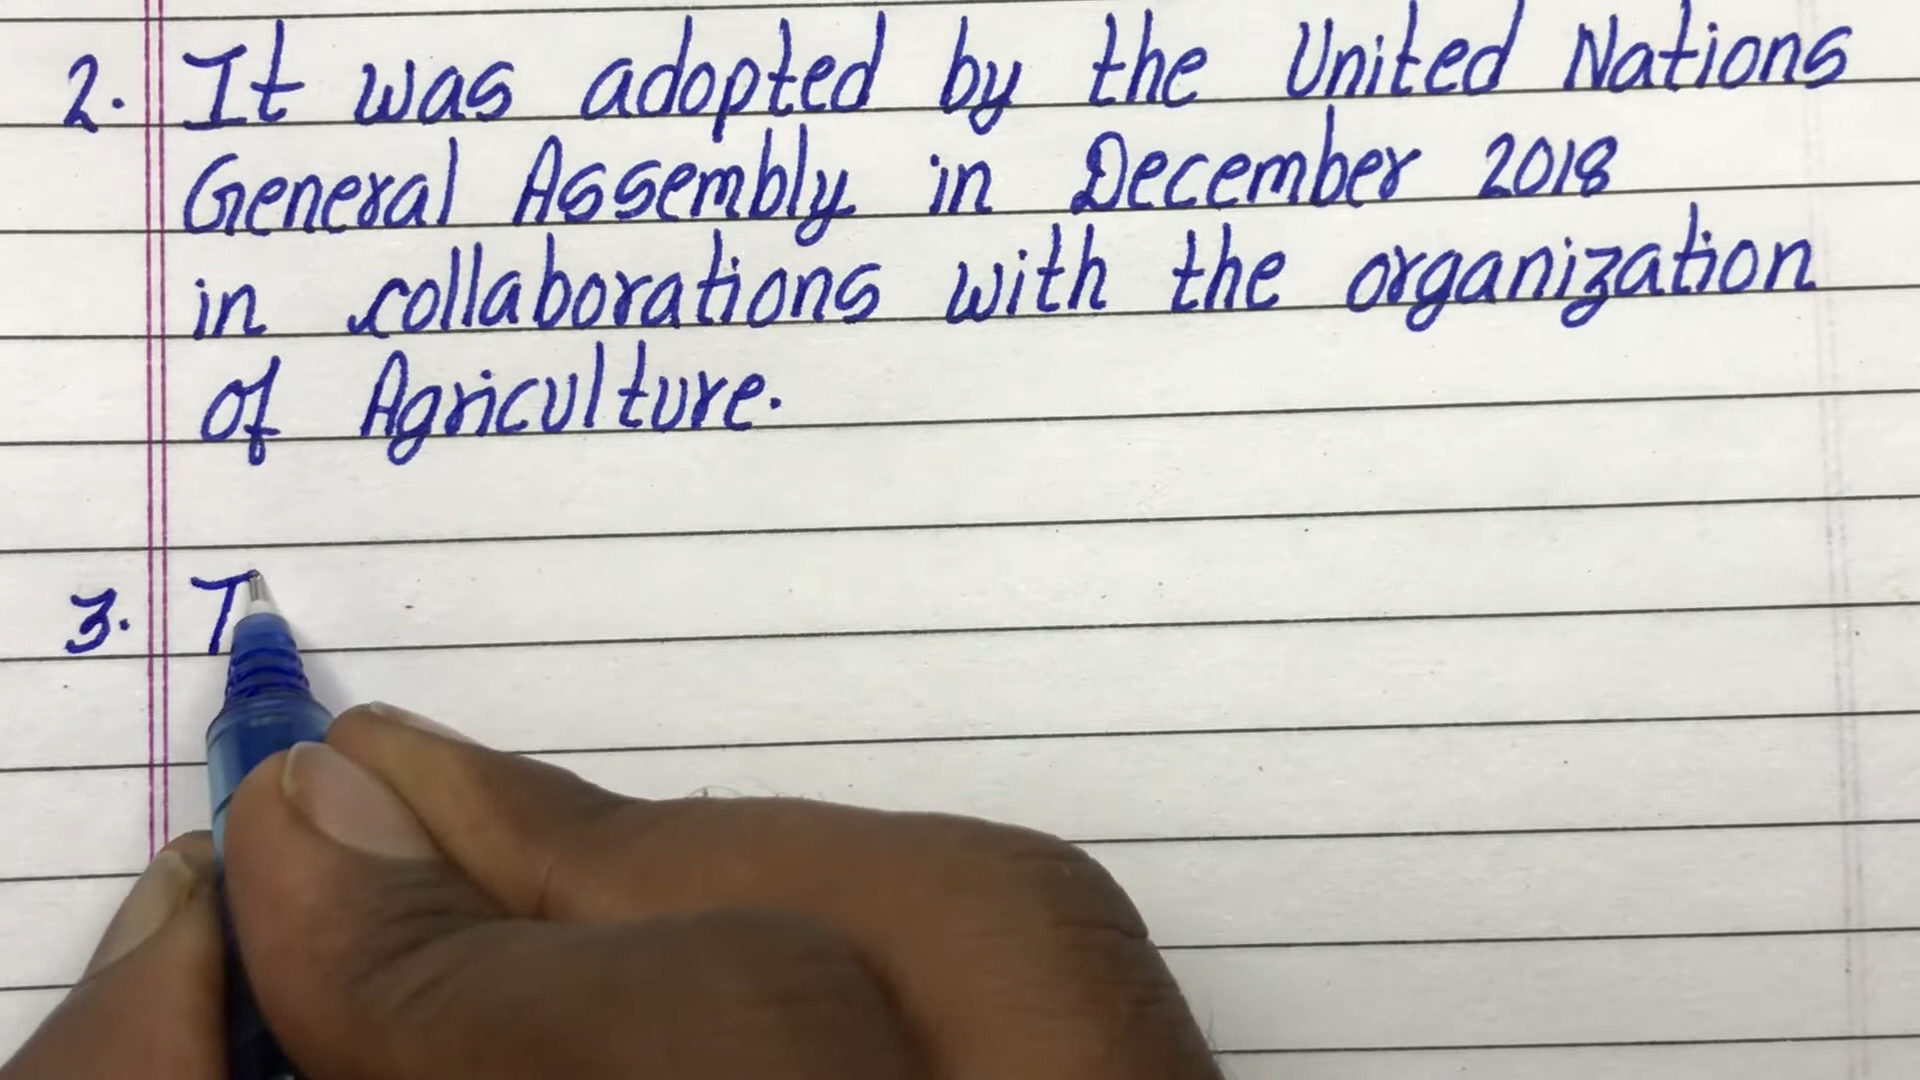 2. It was adopted by the United Nations
General Assembly in December 2018
in collaborations with the organization
of Agriculture.
3. T